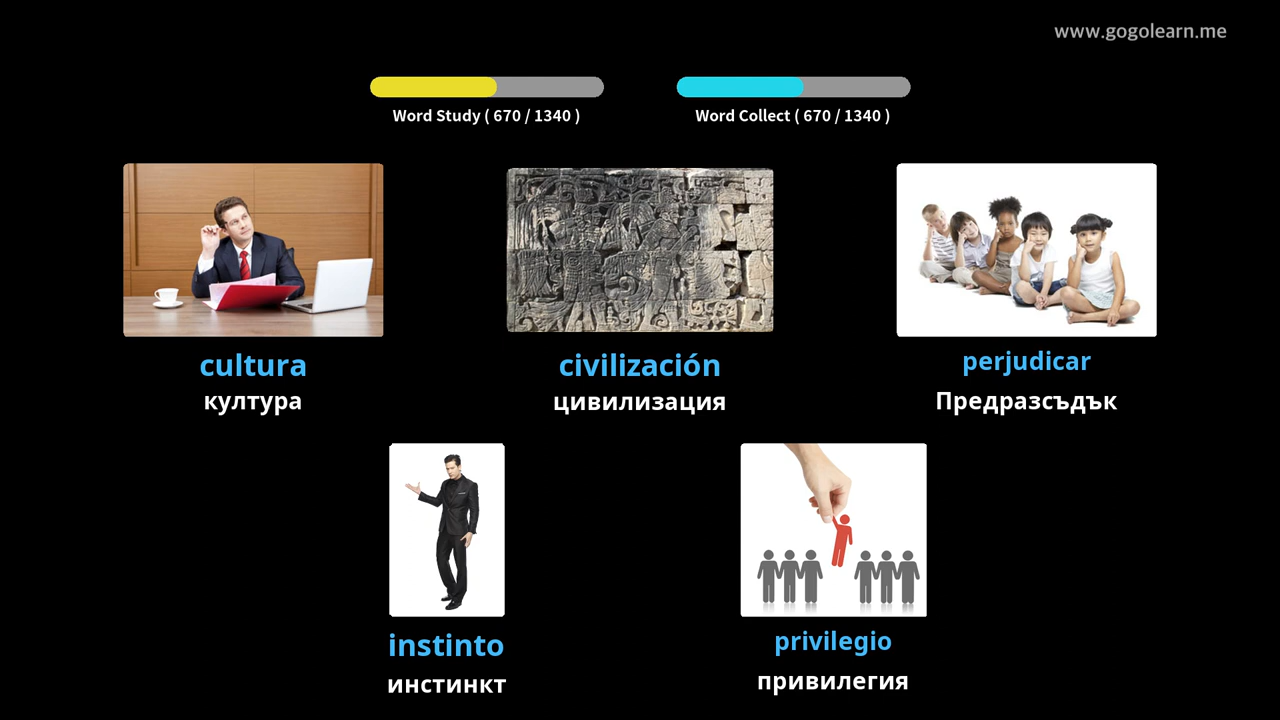 www.gogolearn.me
Word Study ( 670 / 1340 )
Word Collect ( 670 / 1340 )
cultura
култура
civilización
цивилизация
perjudicar
Предразсъдък
instinto
инстинкт
privilegio
привилегия